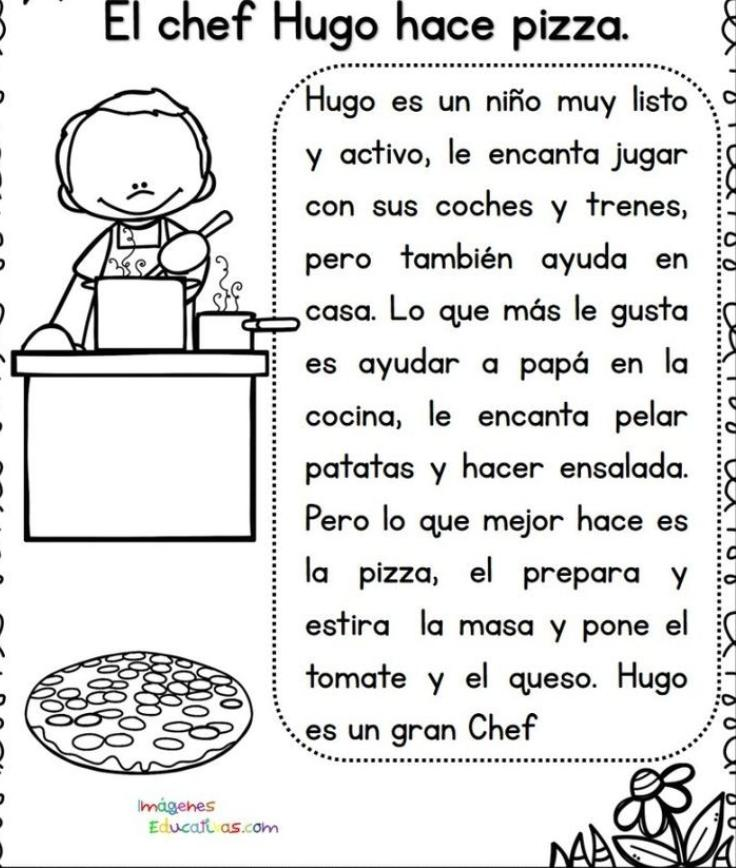 El chef Hugo hace pizza.
Hugo es un niño muy listo
y activo, le encanta jugar
con sus coches y trenes,
pero también ayuda en
casa. Lo que más le gusta
es ayudar a papá en la
cocina, le encanta pelar
patatas y hacer ensalada.
Pero lo que mejor hace es
la pizza, el prepara y
estira la masa y pone el
tomate y el queso. Hugo
es un gran Chef
Imágenes
Educativas.com